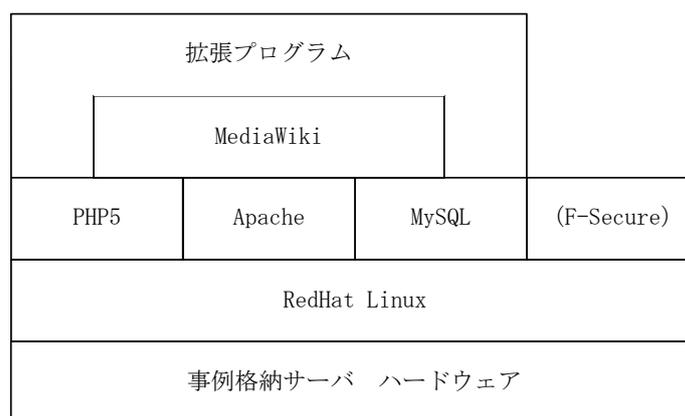 拡張プログラム
MediaWiki
PHP5 Apache MySQL (F-Secure)
RedHat Linux
事例格納サーバ　ハードウェア